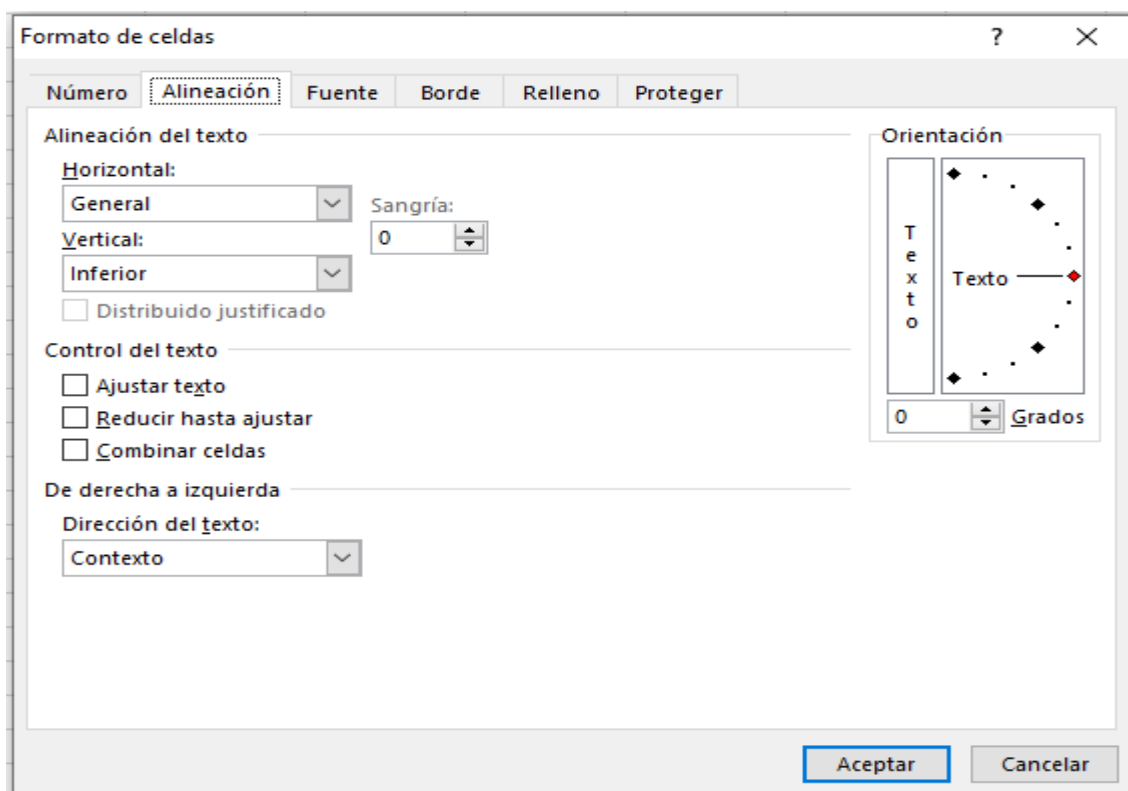 Formato de celdas ?
Número Alineación Fuente Borde Relleno Proteger
Alineación del texto
Horizontal:
General
Sangría:
0
Vertical:
Inferior
Distribuido justificado
Control del texto
Ajustar texto
Reducir hasta ajustar
Combinar celdas
De derecha a izquierda
Dirección del texto:
Contexto
Orientación
Texto
Texto
0 Grados
Aceptar Cancelar